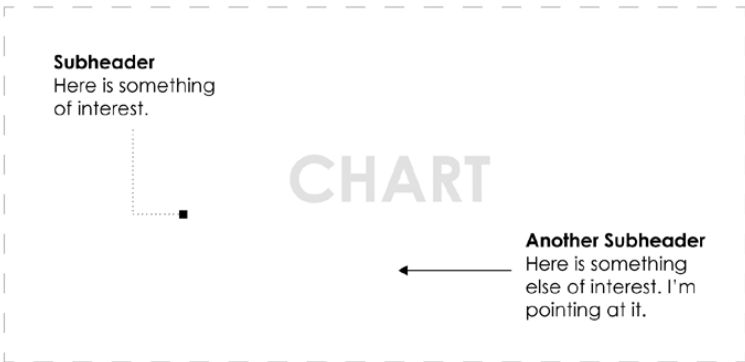 Subheader
Here is something
of interest.
CHART
Another Subheader
Here is something
else of interest. I'm
pointing at it.